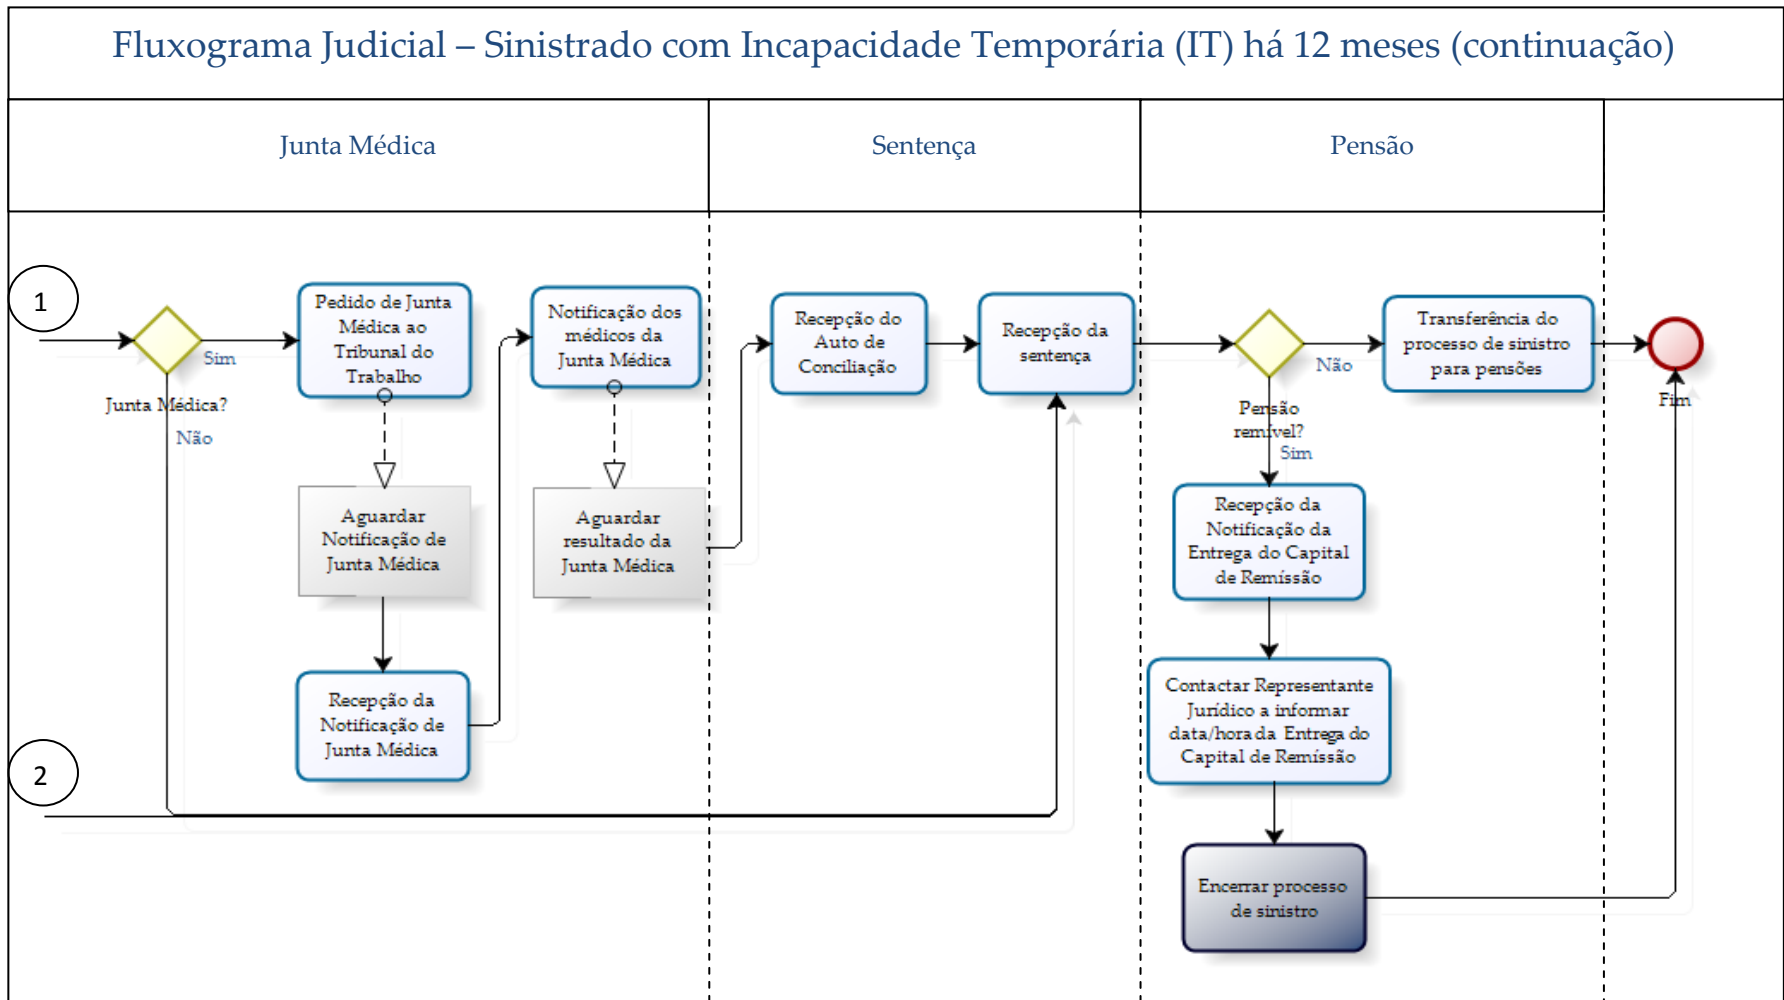 Fluxograma Judicial – Sinistrado com Incapacidade Temporária (IT) há 12 meses (continuação)
Junta Médica
Sentença
Pensão
1
Junta Médica?
Sim
Não
Pedido de Junta
Médica ao
Tribunal do
Trabalho
Aguardar
Notificação de
Junta Médica
Recepção da
Notificação de
Junta Médica
Notificação dos
médicos da
Junta Médica
Aguardar
resultado da
Junta Médica
Recepção do
Auto de
Conciliação
Recepção da
sentença
Pensão
remível?
Não
Sim
Transferência do
processo de sinistro
para pensões
Fim
Recepção da
Notificação da
Entrega do Capital
de Remissão
Contactar Representante
Jurídico a informar
data/hora da Entrega do
Capital de Remissão
Encerrar processo
de sinistro
2